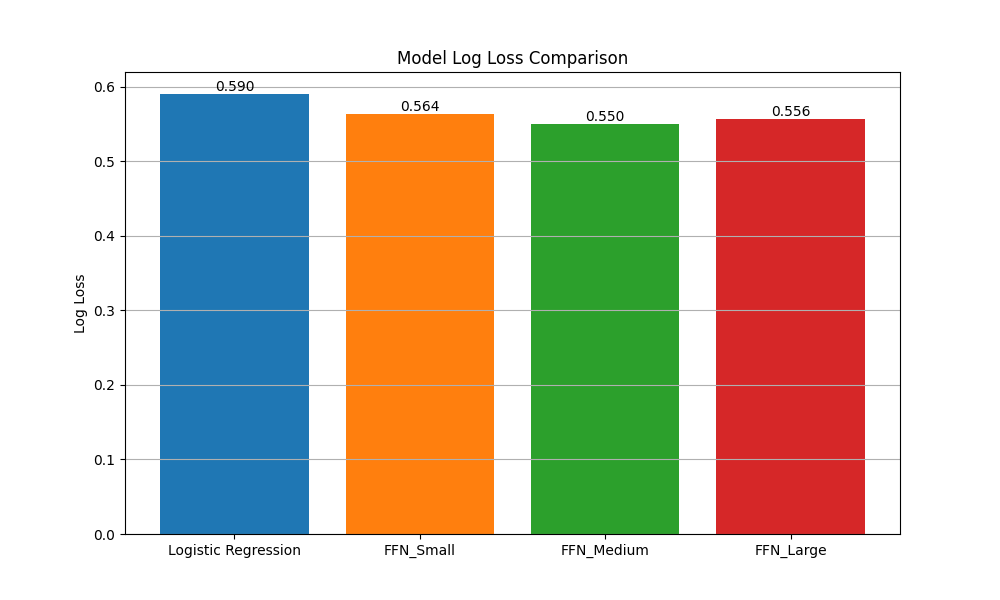 Model Log Loss Comparison
Log Loss
0.6
0.5
0.4
0.3
0.2
0.1
0.0
0.590
0.564
0.550
0.556
Logistic Regression
FFN_Small
FFN_Medium
FFN_Large